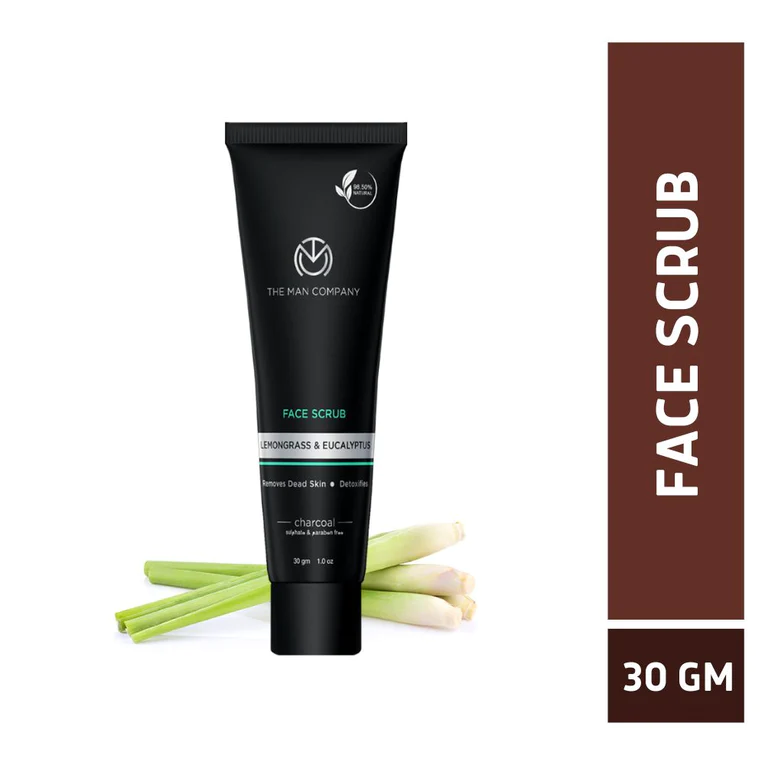 96.50%
NATURAL
THE MAN COMPANY
FACE SCRUB
LEMONGRASS & EUCALYPTUS
Removes Dead Skin • Detoxifies
charcoal
sulphate & paraben free
30 gm 1.0 oz
FACE SCRUB
30 GM